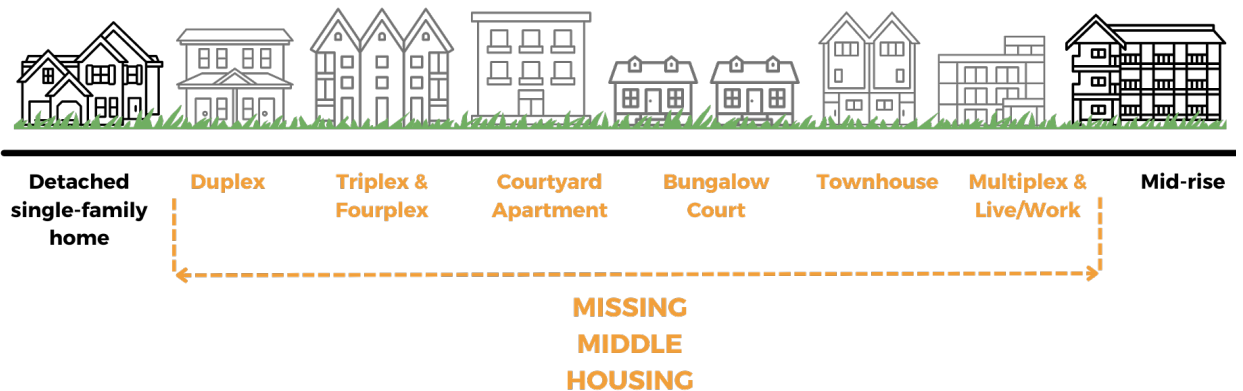 Detached
single-family
home
Duplex
Triplex &
Fourplex
Courtyard
Apartment
Bungalow
Court
Townhouse
Multiplex &
Live/Work
Mid-rise
MISSING
MIDDLE
HOUSING